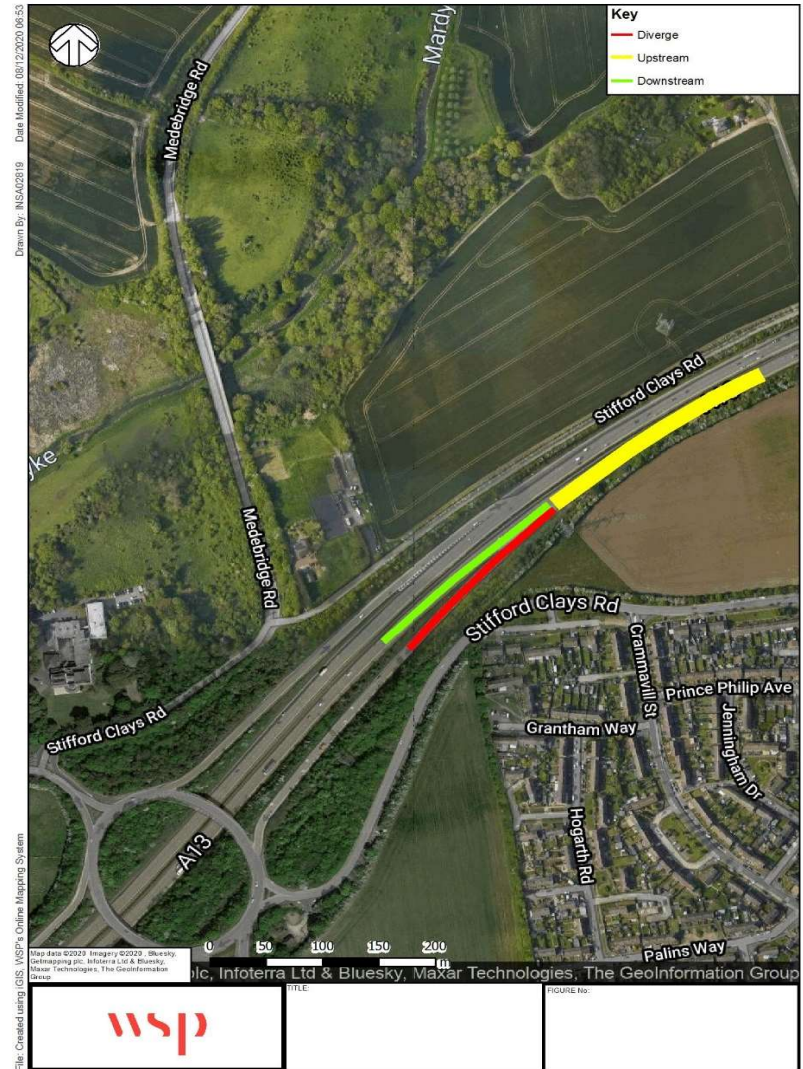 Date Modified: 08/12/2020 06:53
Drawn By: INSA02819
File: Created using iGIS, WSP's Online Mapping System
Key
Diverge
Upstream
Downstream
Mardy
Medebridge Rd
Stifford Clays Rd
yke
Medebridge Rd
Stifford Clays Rd
Crammavill St
Prince Philip Ave
Jenningham Dr
Grantham Way
Stifford Clays Rd
Hogarth Rd
A13
Palins Way
0 50 100 150 200
m
Map data ©2020 Imagery ©2020 , Bluesky,
Getmapping plc, Infoterra Ltd & Bluesky,
Maxar Technologies, The GeoInformation
Group
plc, Infoterra Ltd & Bluesky, Maxar Technologies, The GeoInformation Group
wsp
TITLE:
FIGURE No: